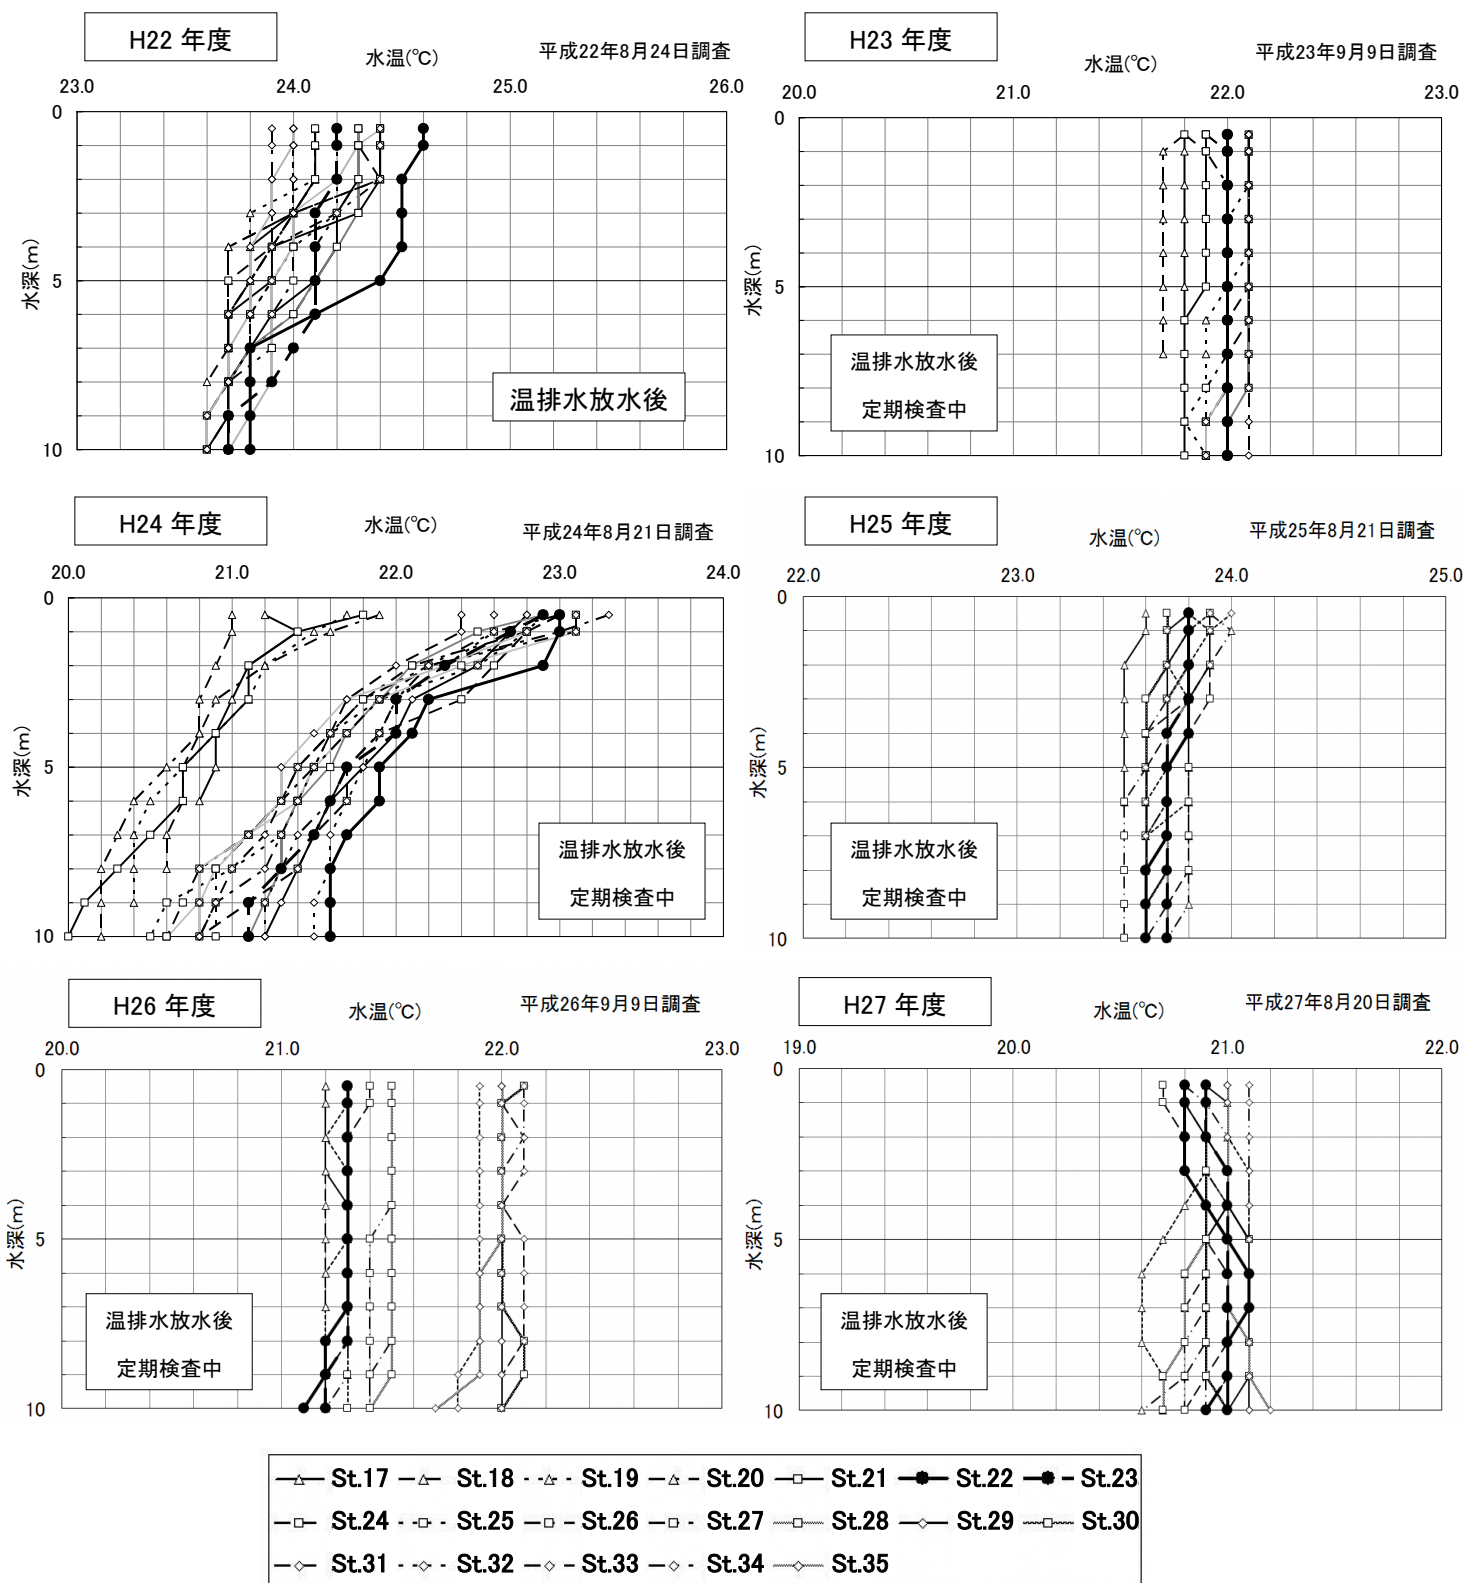 H22 年度
水温(℃)
平成22年8月24日調査
23.0 24.0 25.0 26.0
0
5
10
水深(m)
温排水放水後
H23 年度
水温(℃)
平成23年9月9日調査
20.0 21.0 22.0 23.0
0
5
10
水深(m)
温排水放水後
定期検査中
H24 年度
水温(℃)
平成24年8月21日調査
20.0 21.0 22.0 23.0 24.0
0
5
10
水深(m)
温排水放水後
定期検査中
H25 年度
水温(℃)
平成25年8月21日調査
22.0 23.0 24.0 25.0
0
5
10
水深(m)
温排水放水後
定期検査中
H26 年度
水温(℃)
平成26年9月9日調査
20.0 21.0 22.0 23.0
0
5
10
水深(m)
温排水放水後
定期検査中
H27 年度
水温(℃)
平成27年8月20日調査
19.0 20.0 21.0 22.0
0
5
10
水深(m)
温排水放水後
定期検査中
St.17 St.18 St.19 St.20 St.21 St.22 St.23
St.24 St.25 St.26 St.27 St.28 St.29 St.30
St.31 St.32 St.33 St.34 St.35